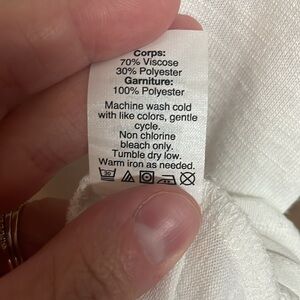 Corps:
70% Viscose
30% Polyester
Garniture:
100% Polyester
Machine wash cold
with like colors, gentle
cycle.
Non chlorine
bleach only.
Tumble dry low.
Warm iron as needed.